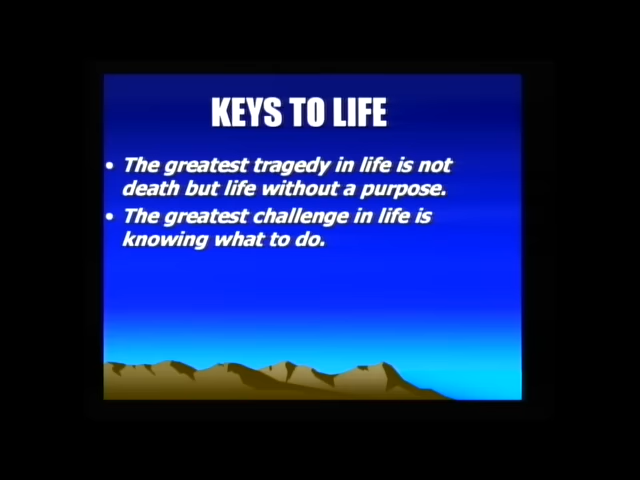 KEYS TO LIFE
• The greatest tragedy in life is not
death but life without a purpose.
• The greatest challenge in life is
knowing what to do.